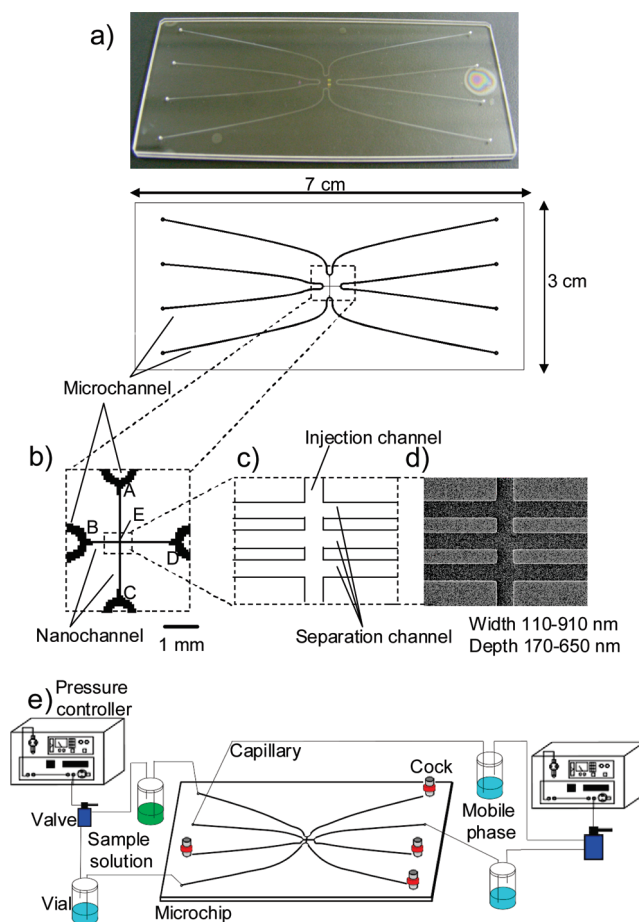 a)
7 cm
3 cm
Microchannel
Injection channel
b)
c)
d)
A
B
E
D
C
Nanochannel
1 mm
Separation channel
Width 110-910 nm
Depth 170-650 nm
e)
Pressure
controller
Capillary
Cock
Valve
Sample
solution
Mobile
phase
Vial
Microchip